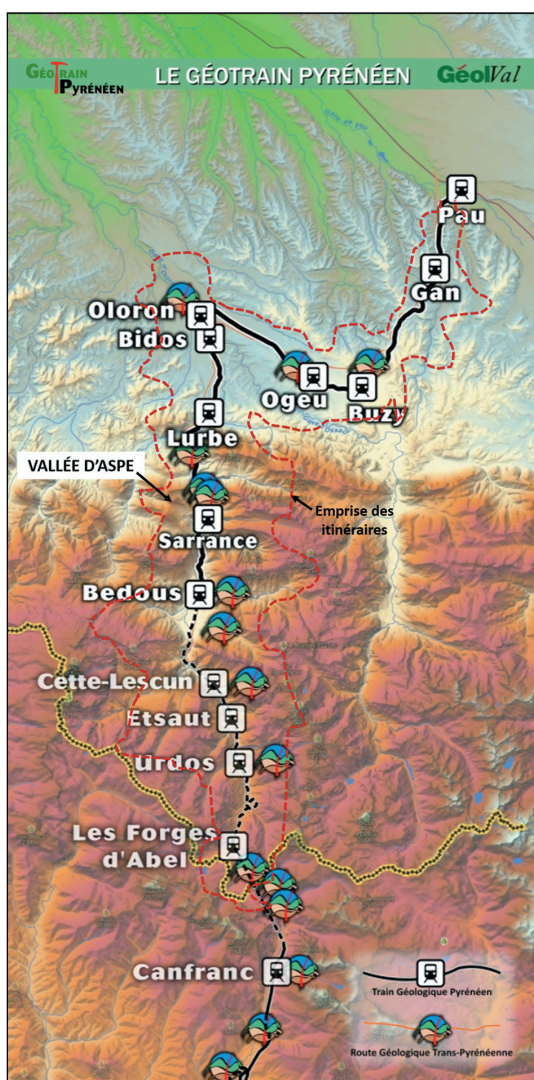 GÉOTRAIN
PYRÉNÉEN
LE GÉOTRAIN PYRÉNÉEN
GéolVal
Pau
Gan
Oloron
Bidos
Ogeu
Buzy
Lurbe
VALLÉE D'ASPE
Emprise des
itinéraires
Sarrance
Bedous
Cette-Lescun
Etsaut
Urdos
Les Forges
d'Abel
Canfranc
Train Géologique Pyrénéen
Route Géologique Trans-Pyrénéenne